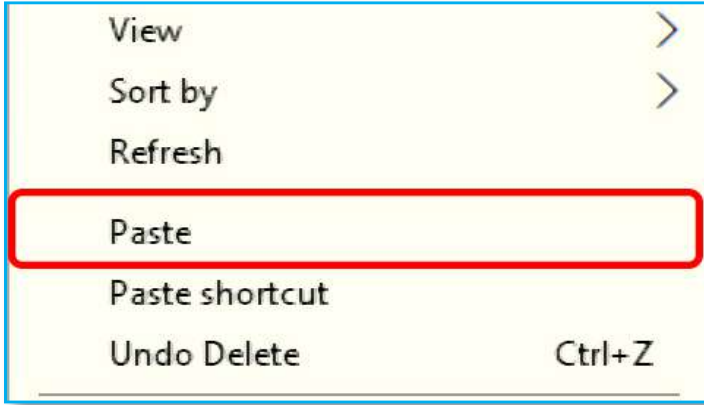 View
Sort by
Refresh
Paste
Paste shortcut
Undo Delete Ctrl+Z